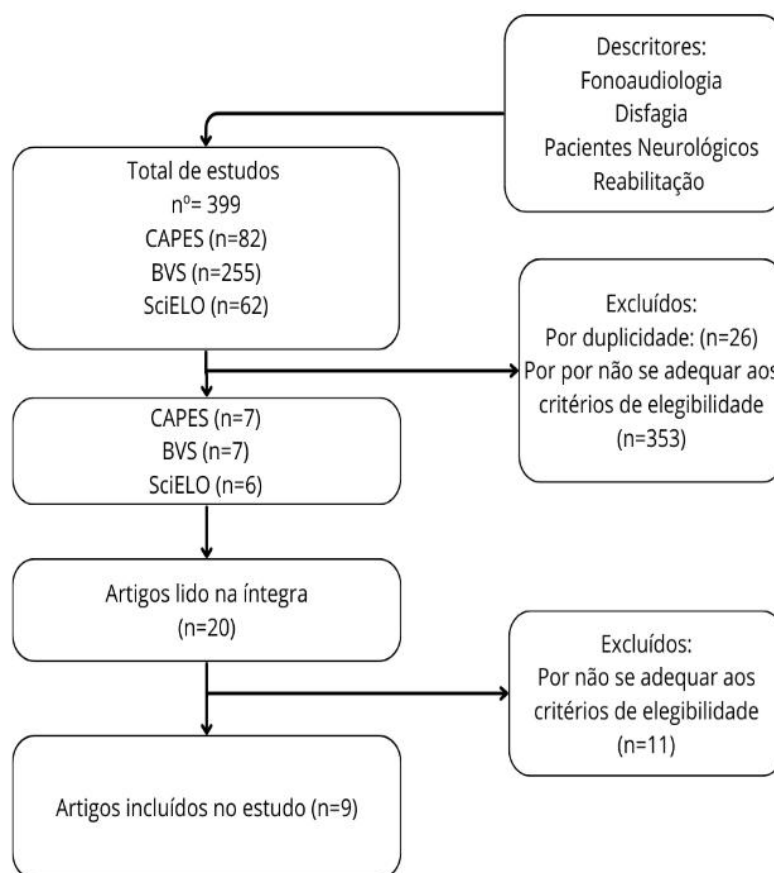 Descritores:
Fonoaudiologia
Disfagia
Pacientes Neurológicos
Reabilitação
Total de estudos
nº= 399
CAPES (n=82)
BVS (n=255)
SciELO (n=62)
Excluídos:
Por duplicidade: (n=26)
Por por não se adequar aos
critérios de elegibilidade
(n=353)
CAPES (n=7)
BVS (n=7)
SciELO (n=6)
Artigos lido na íntegra
(n=20)
Excluídos:
Por não se adequar aos
critérios de elegibilidade
(n=11)
Artigos incluídos no estudo (n=9)